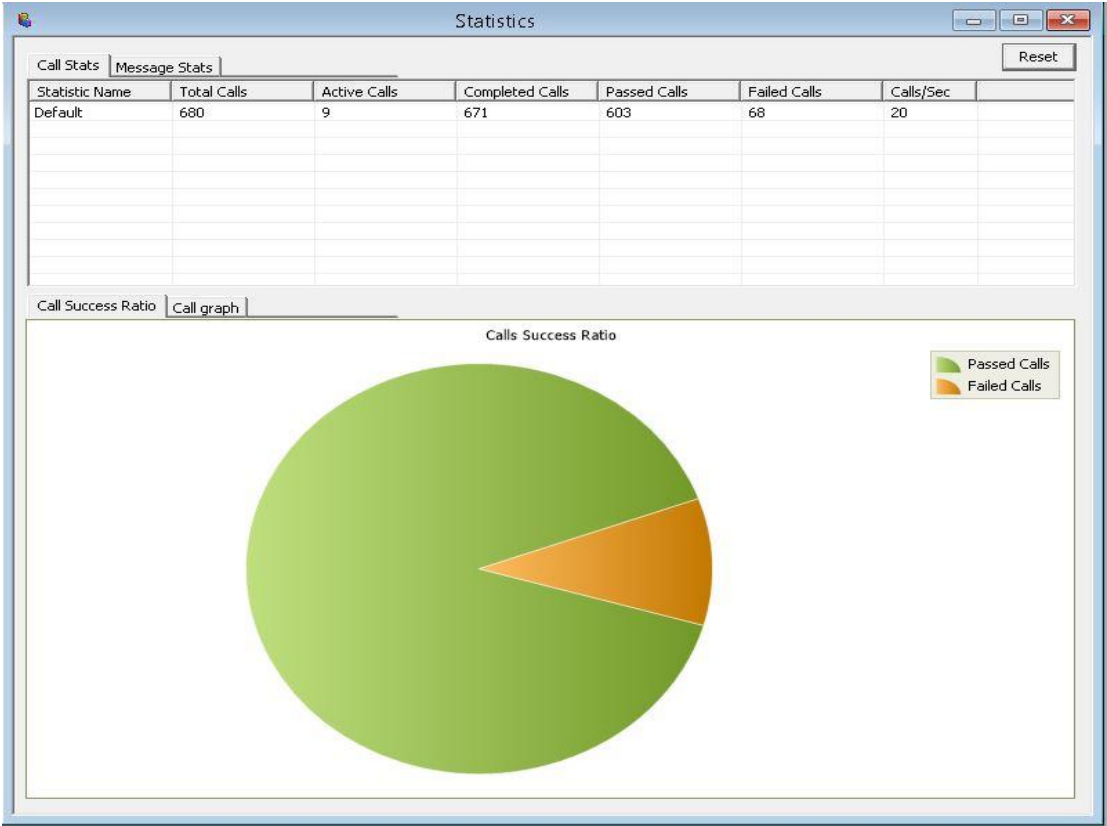 Statistics
Reset
Call Stats Message Stats
Statistic Name Total Calls Active Calls Completed Calls Passed Calls Failed Calls Calls/Sec
Default 680 9 671 603 68 20
Call Success Ratio Call graph
Calls Success Ratio
Passed Calls
Failed Calls